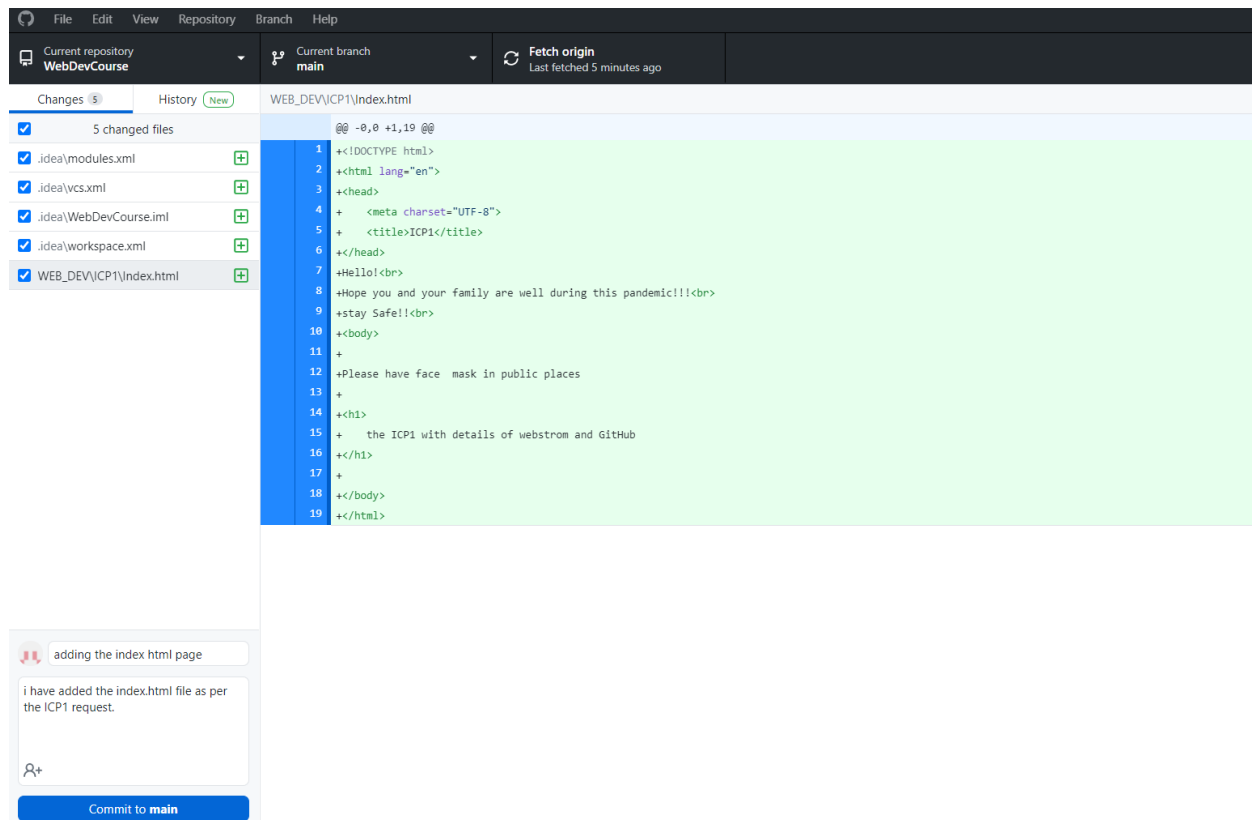 File Edit View Repository Branch Help
Current repository
WebDevCourse
Current branch
main
Fetch origin
Last fetched 5 minutes ago
Changes 5 History New
WEB_DEV\ICP1\Index.html
5 changed files
.idea\modules.xml
.idea\vcs.xml
.idea\WebDevCourse.iml
.idea\workspace.xml
WEB_DEV\ICP1\Index.html
@@ -0,0 +1,19 @@
1 +<!DOCTYPE html>
2 +<html lang="en">
3 +<head>
4 +    <meta charset="UTF-8">
5 +    <title>ICP1</title>
6 +</head>
7 +Hello!<br>
8 +Hope you and your family are well during this pandemic!!!<br>
9 +stay Safe!!<br>
10 +<body>
11 +
12 +Please have face  mask in public places
13 +
14 +<h1>
15 +    the ICP1 with details of webstrom and GitHub
16 +</h1>
17 +
18 +</body>
19 +</html>
adding the index html page
i have added the index.html file as per
the ICP1 request.
Commit to main